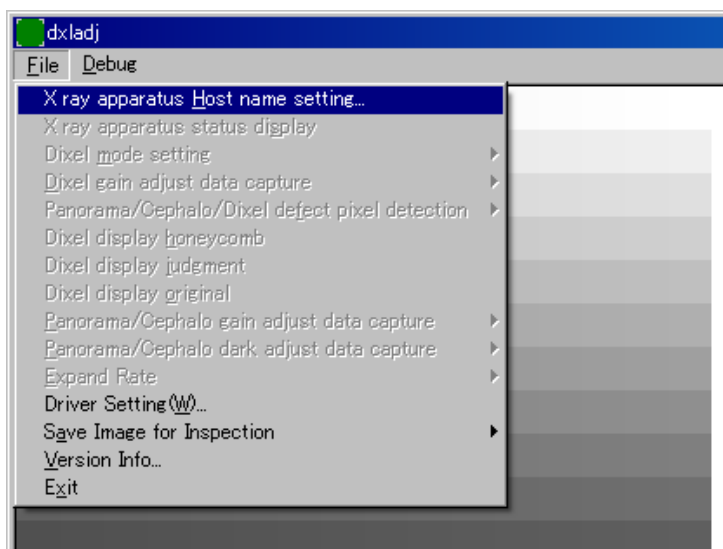 dxladj
File Debug
X ray apparatus Host name setting...
X ray apparatus status display
Dixel mode setting
Dixel gain adjust data capture
Panorama/Cephalo/Dixel defect pixel detection
Dixel display honeycomb
Dixel display judgment
Dixel display original
Panorama/Cephalo gain adjust data capture
Panorama/Cephalo dark adjust data capture
Expand Rate
Driver Setting(W)...
Save Image for Inspection
Version Info...
Exit